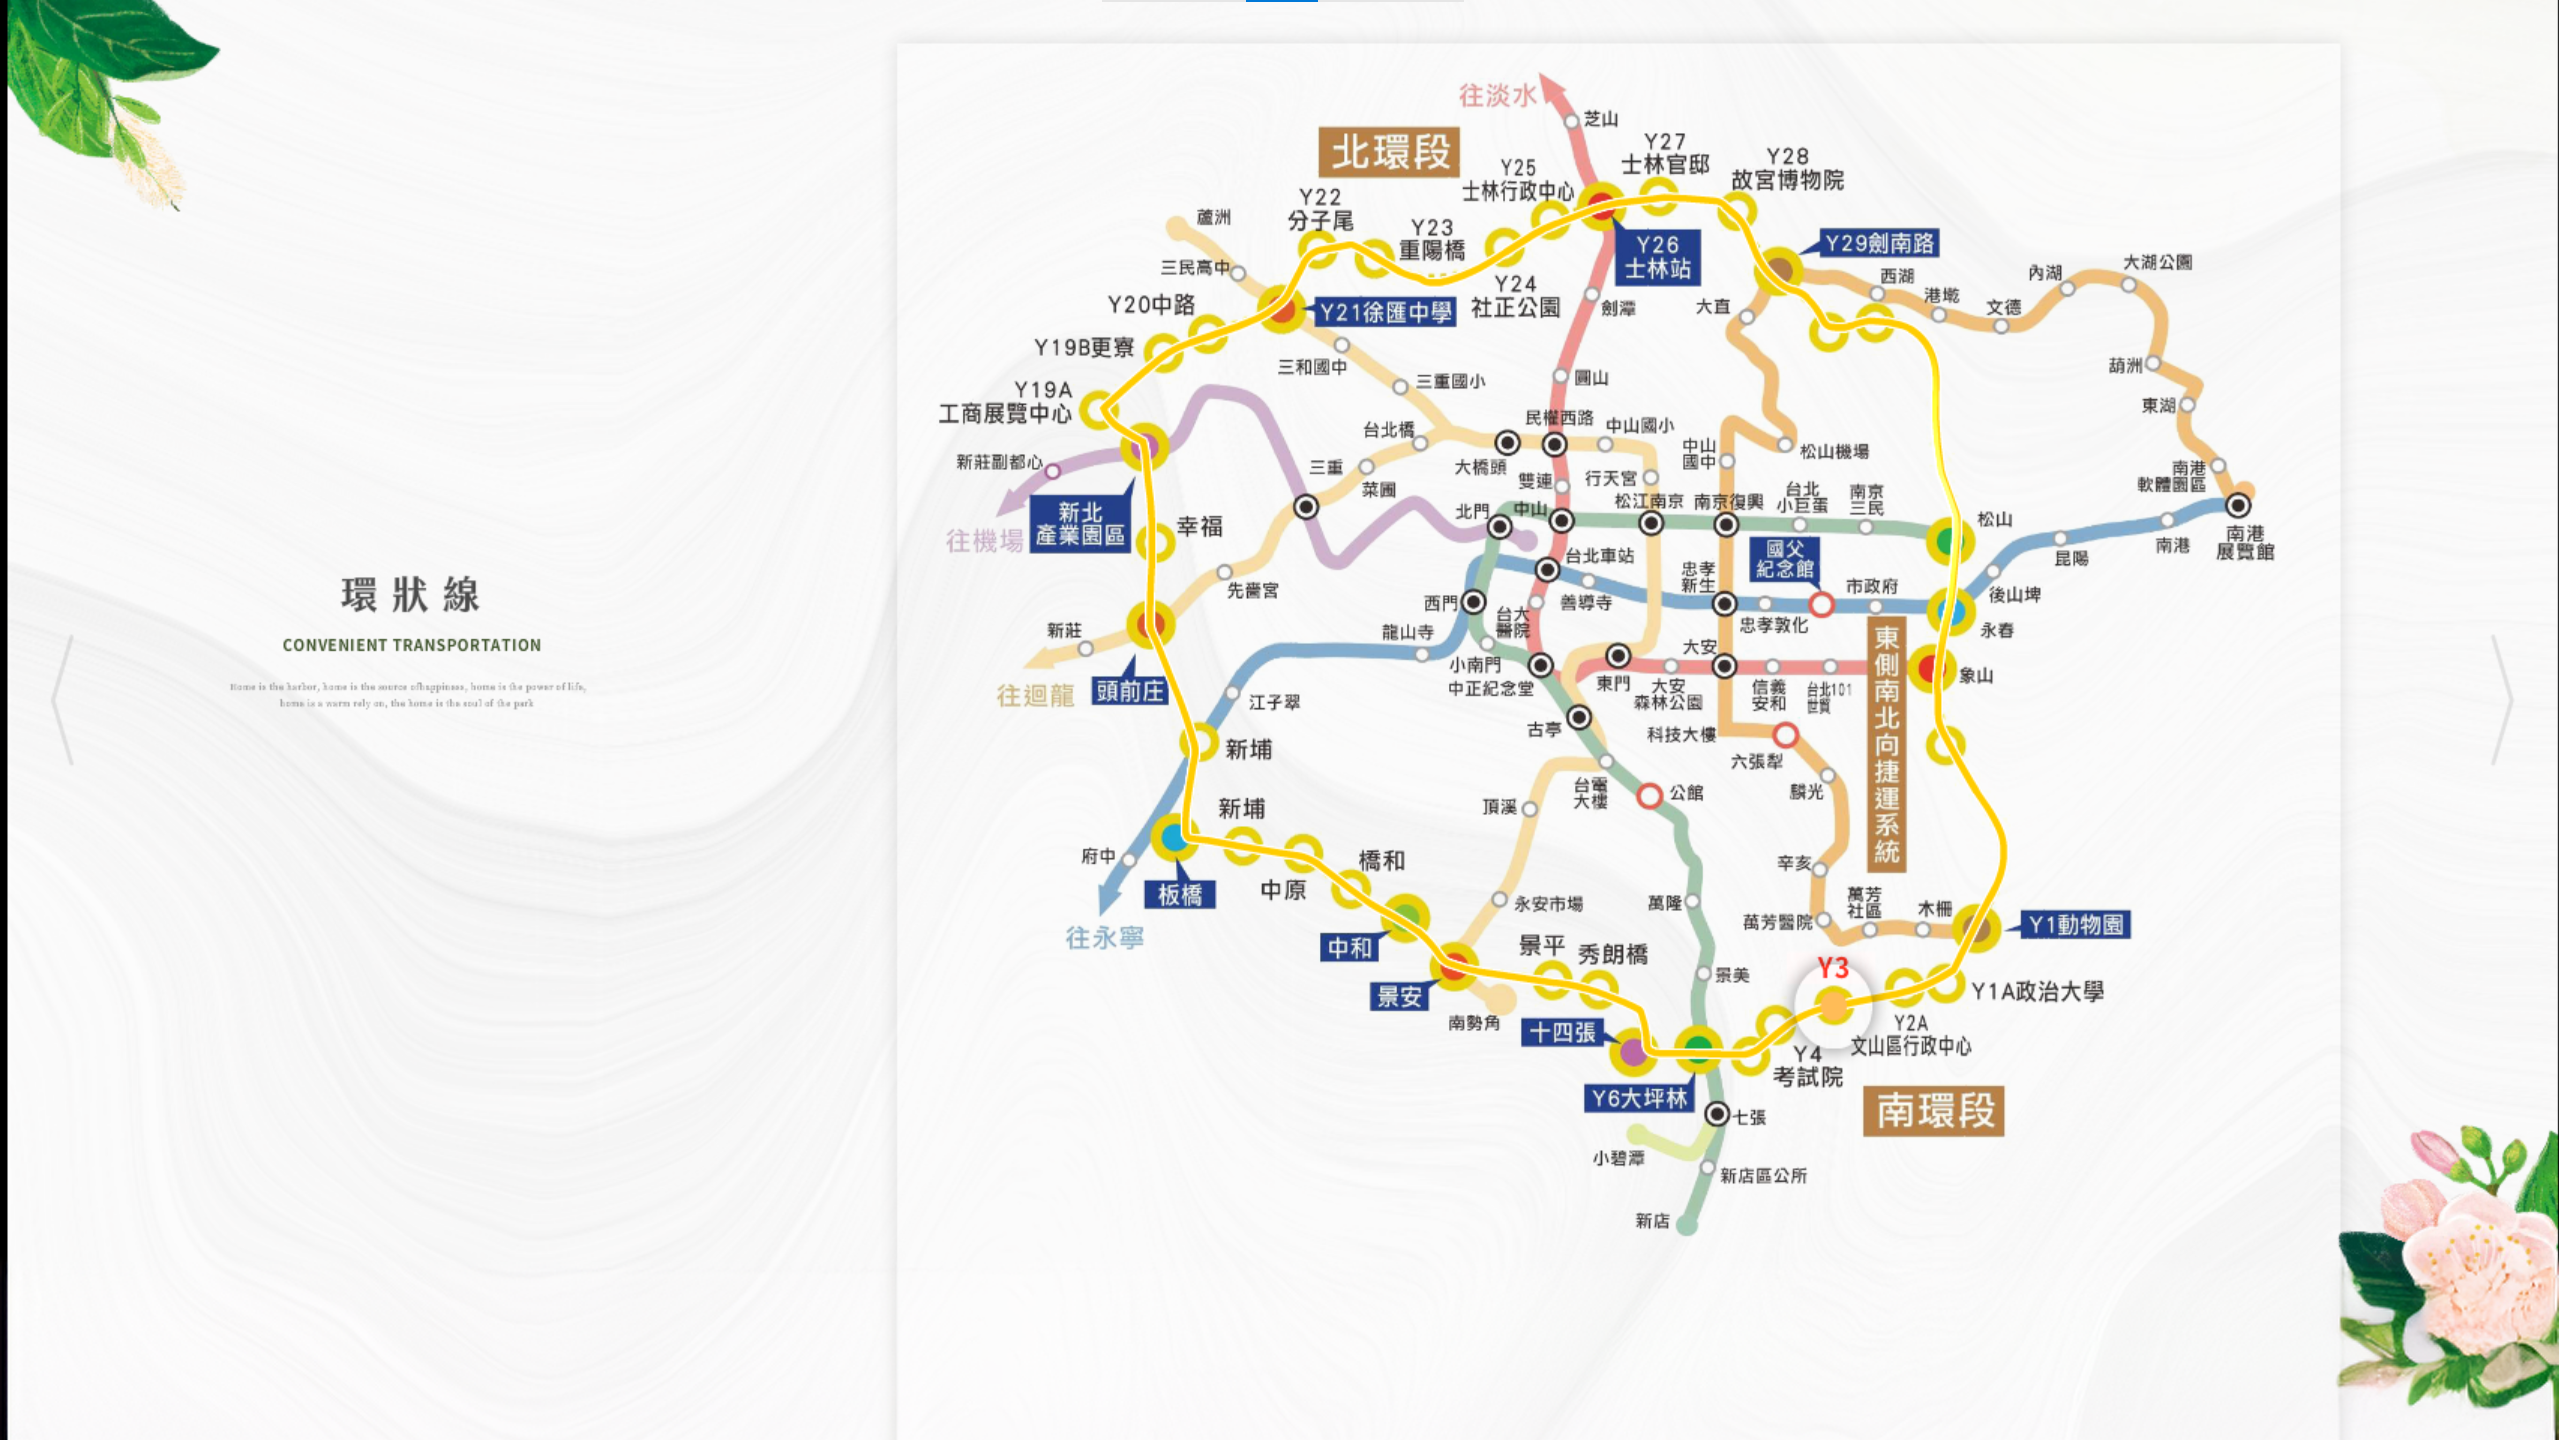 環狀線
CONVENIENT TRANSPORTATION
Home is the harbor, home is the source ofhappiness, home is the power of life,
home is a warm rely on, the home is the soul of the park
往淡水
芝山
北環段
Y27
士林官邸
Y28
故宮博物院
Y25
士林行政中心
Y22
分子尾
Y23
重陽橋
蘆洲
Y26
士林站
Y29劍南路
三民高中
西湖
內湖
大湖公園
Y24
社正公園
Y20中路
Y21徐匯中學
劍潭
大直
港墘
文德
Y19B更寮
三和國中
三重國小
圓山
葫洲
Y19A
工商展覽中心
東湖
台北橋
民權西路
中山國小
中山
國中
松山機場
新莊副都心
三重
菜圃
大橋頭
雙連
行天宮
南港
軟體園區
新北
產業園區
往機場
幸福
北門
中山
松江南京
南京復興
台北
小巨蛋
南京
三民
松山
南港
展覽館
南港
昆陽
國父
紀念館
台北車站
忠孝
新生
市政府
後山埤
先嗇宮
西門
台大
醫院
善導寺
忠孝敦化
永春
新莊
龍山寺
小南門
大安
往迴龍
頭前庄
江子翠
中正紀念堂
東門
大安
森林公園
信義
安和
台北101
世貿
象山
東側南北向捷運系統
新埔
古亭
科技大樓
六張犁
台電
大樓
公館
麟光
新埔
頂溪
府中
橋和
辛亥
板橋
中原
永安市場
萬隆
萬芳
社區
木柵
萬芳醫院
Y1動物園
往永寧
中和
景平
秀朗橋
景美
Y3
景安
南勢角
十四張
Y1A政治大學
Y2A
文山區行政中心
Y4
考試院
Y6大坪林
南環段
七張
小碧潭
新店區公所
新店